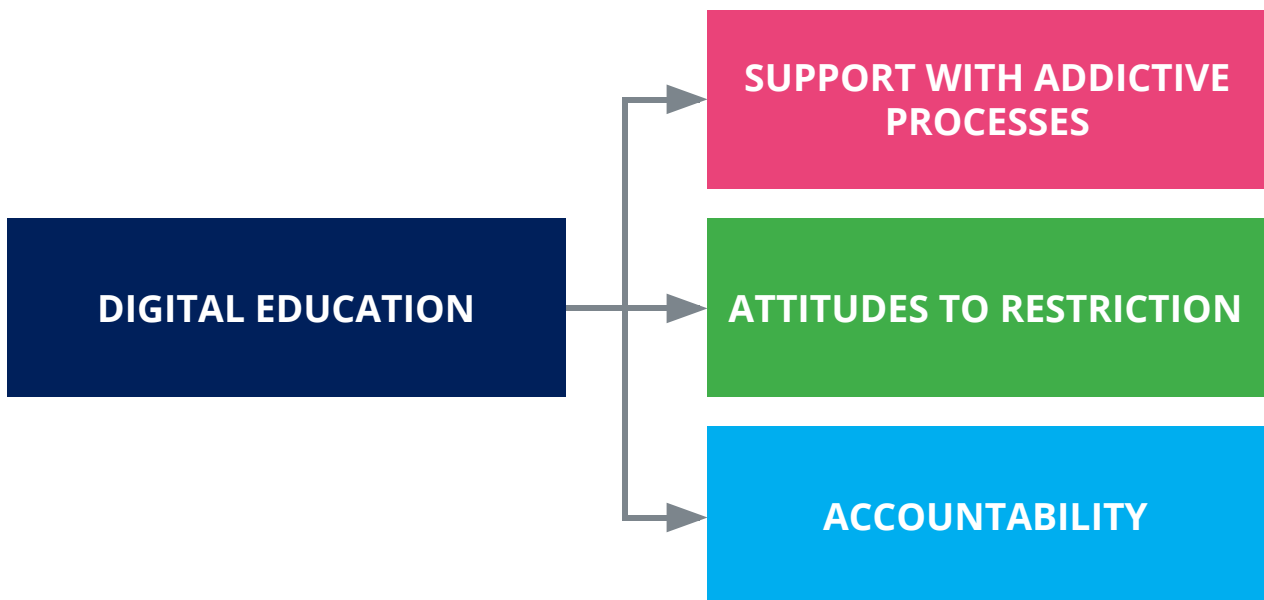 SUPPORT WITH ADDICTIVE
PROCESSES
DIGITAL EDUCATION
ATTITUDES TO RESTRICTION
ACCOUNTABILITY